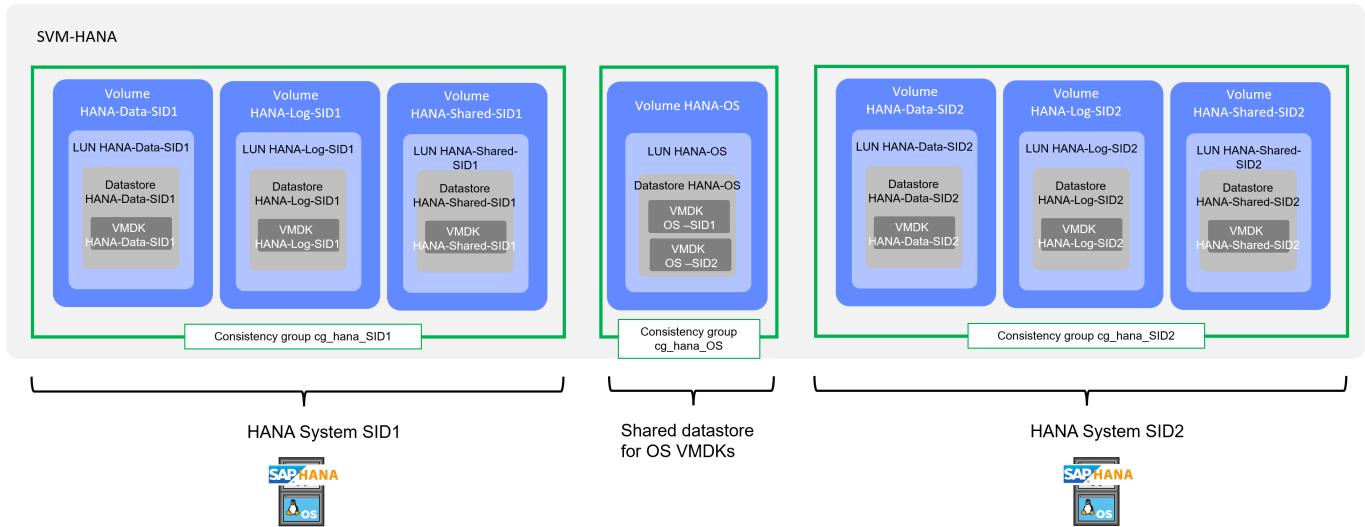 SVM-HANA
Volume
HANA-Data-SID1
LUN HANA-Data-SID1
Datastore
HANA-Data-SID1
VMDK
HANA-Data-SID1
Volume
HANA-Log-SID1
LUN HANA-Log-SID1
Datastore
HANA-Log-SID1
VMDK
HANA-Log-SID1
Volume
HANA-Shared-SID1
LUN HANA-Shared-
SID1
Datastore
HANA-Shared-SID1
VMDK
HANA-Shared-SID1
Consistency group cg_hana_SID1
Volume HANA-OS
LUN HANA-OS
Datastore HANA-OS
VMDK
OS –SID1
VMDK
OS –SID2
Consistency group
cg_hana_OS
Volume
HANA-Data-SID2
LUN HANA-Data-SID2
Datastore
HANA-Data-SID2
VMDK
HANA-Data-SID2
Volume
HANA-Log-SID2
LUN HANA-Log-SID2
Datastore
HANA-Log-SID2
VMDK
HANA-Log-SID2
Volume
HANA-Shared-SID2
LUN HANA-Shared-
SID2
Datastore
HANA-Shared-SID2
VMDK
HANA-Shared-SID2
Consistency group cg_hana_SID2
HANA System SID1
SAP HANA
OS
Shared datastore
for OS VMDKs
HANA System SID2
SAP HANA
OS